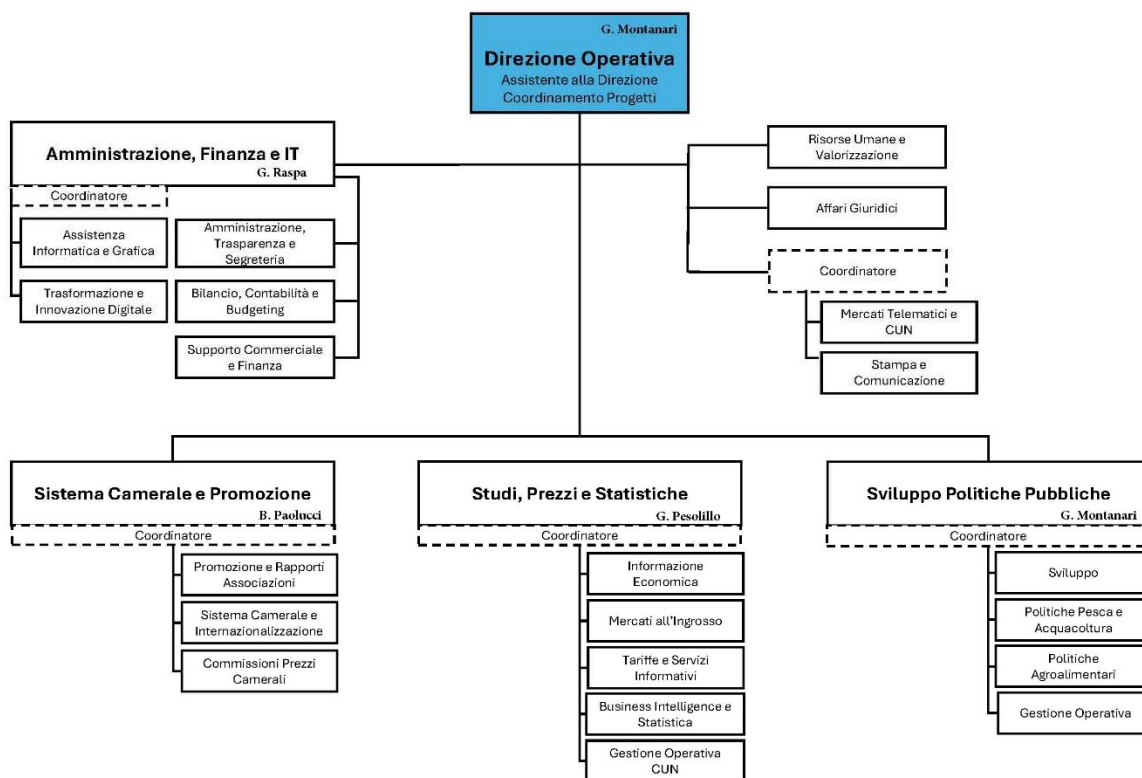 G. Montanari
Direzione Operativa
Assistente alla Direzione
Coordinamento Progetti
Amministrazione, Finanza e IT
G. Raspa
Coordinatore
Assistenza
Informatica e Grafica
Trasformazione e
Innovazione Digitale
Amministrazione,
Trasparenza e
Segreteria
Bilancio, Contabilità e
Budgeting
Supporto Commerciale
e Finanza
Risorse Umane e
Valorizzazione
Affari Giuridici
Coordinatore
Mercati Telematici e
CUN
Stampa e
Comunicazione
Sistema Camerale e Promozione
B. Paolucci
Coordinatore
Promozione e Rapporti
Associazioni
Sistema Camerale e
Internazionalizzazione
Commissioni Prezzi
Camerali
Studi, Prezzi e Statistiche
G. Pesolillo
Coordinatore
Informazione
Economica
Mercati all'Ingrosso
Tariffe e Servizi
Informativi
Business Intelligence e
Statistica
Gestione Operativa
CUN
Sviluppo Politiche Pubbliche
G. Montanari
Coordinatore
Sviluppo
Politiche Pesca e
Acquacoltura
Politiche
Agroalimentari
Gestione Operativa